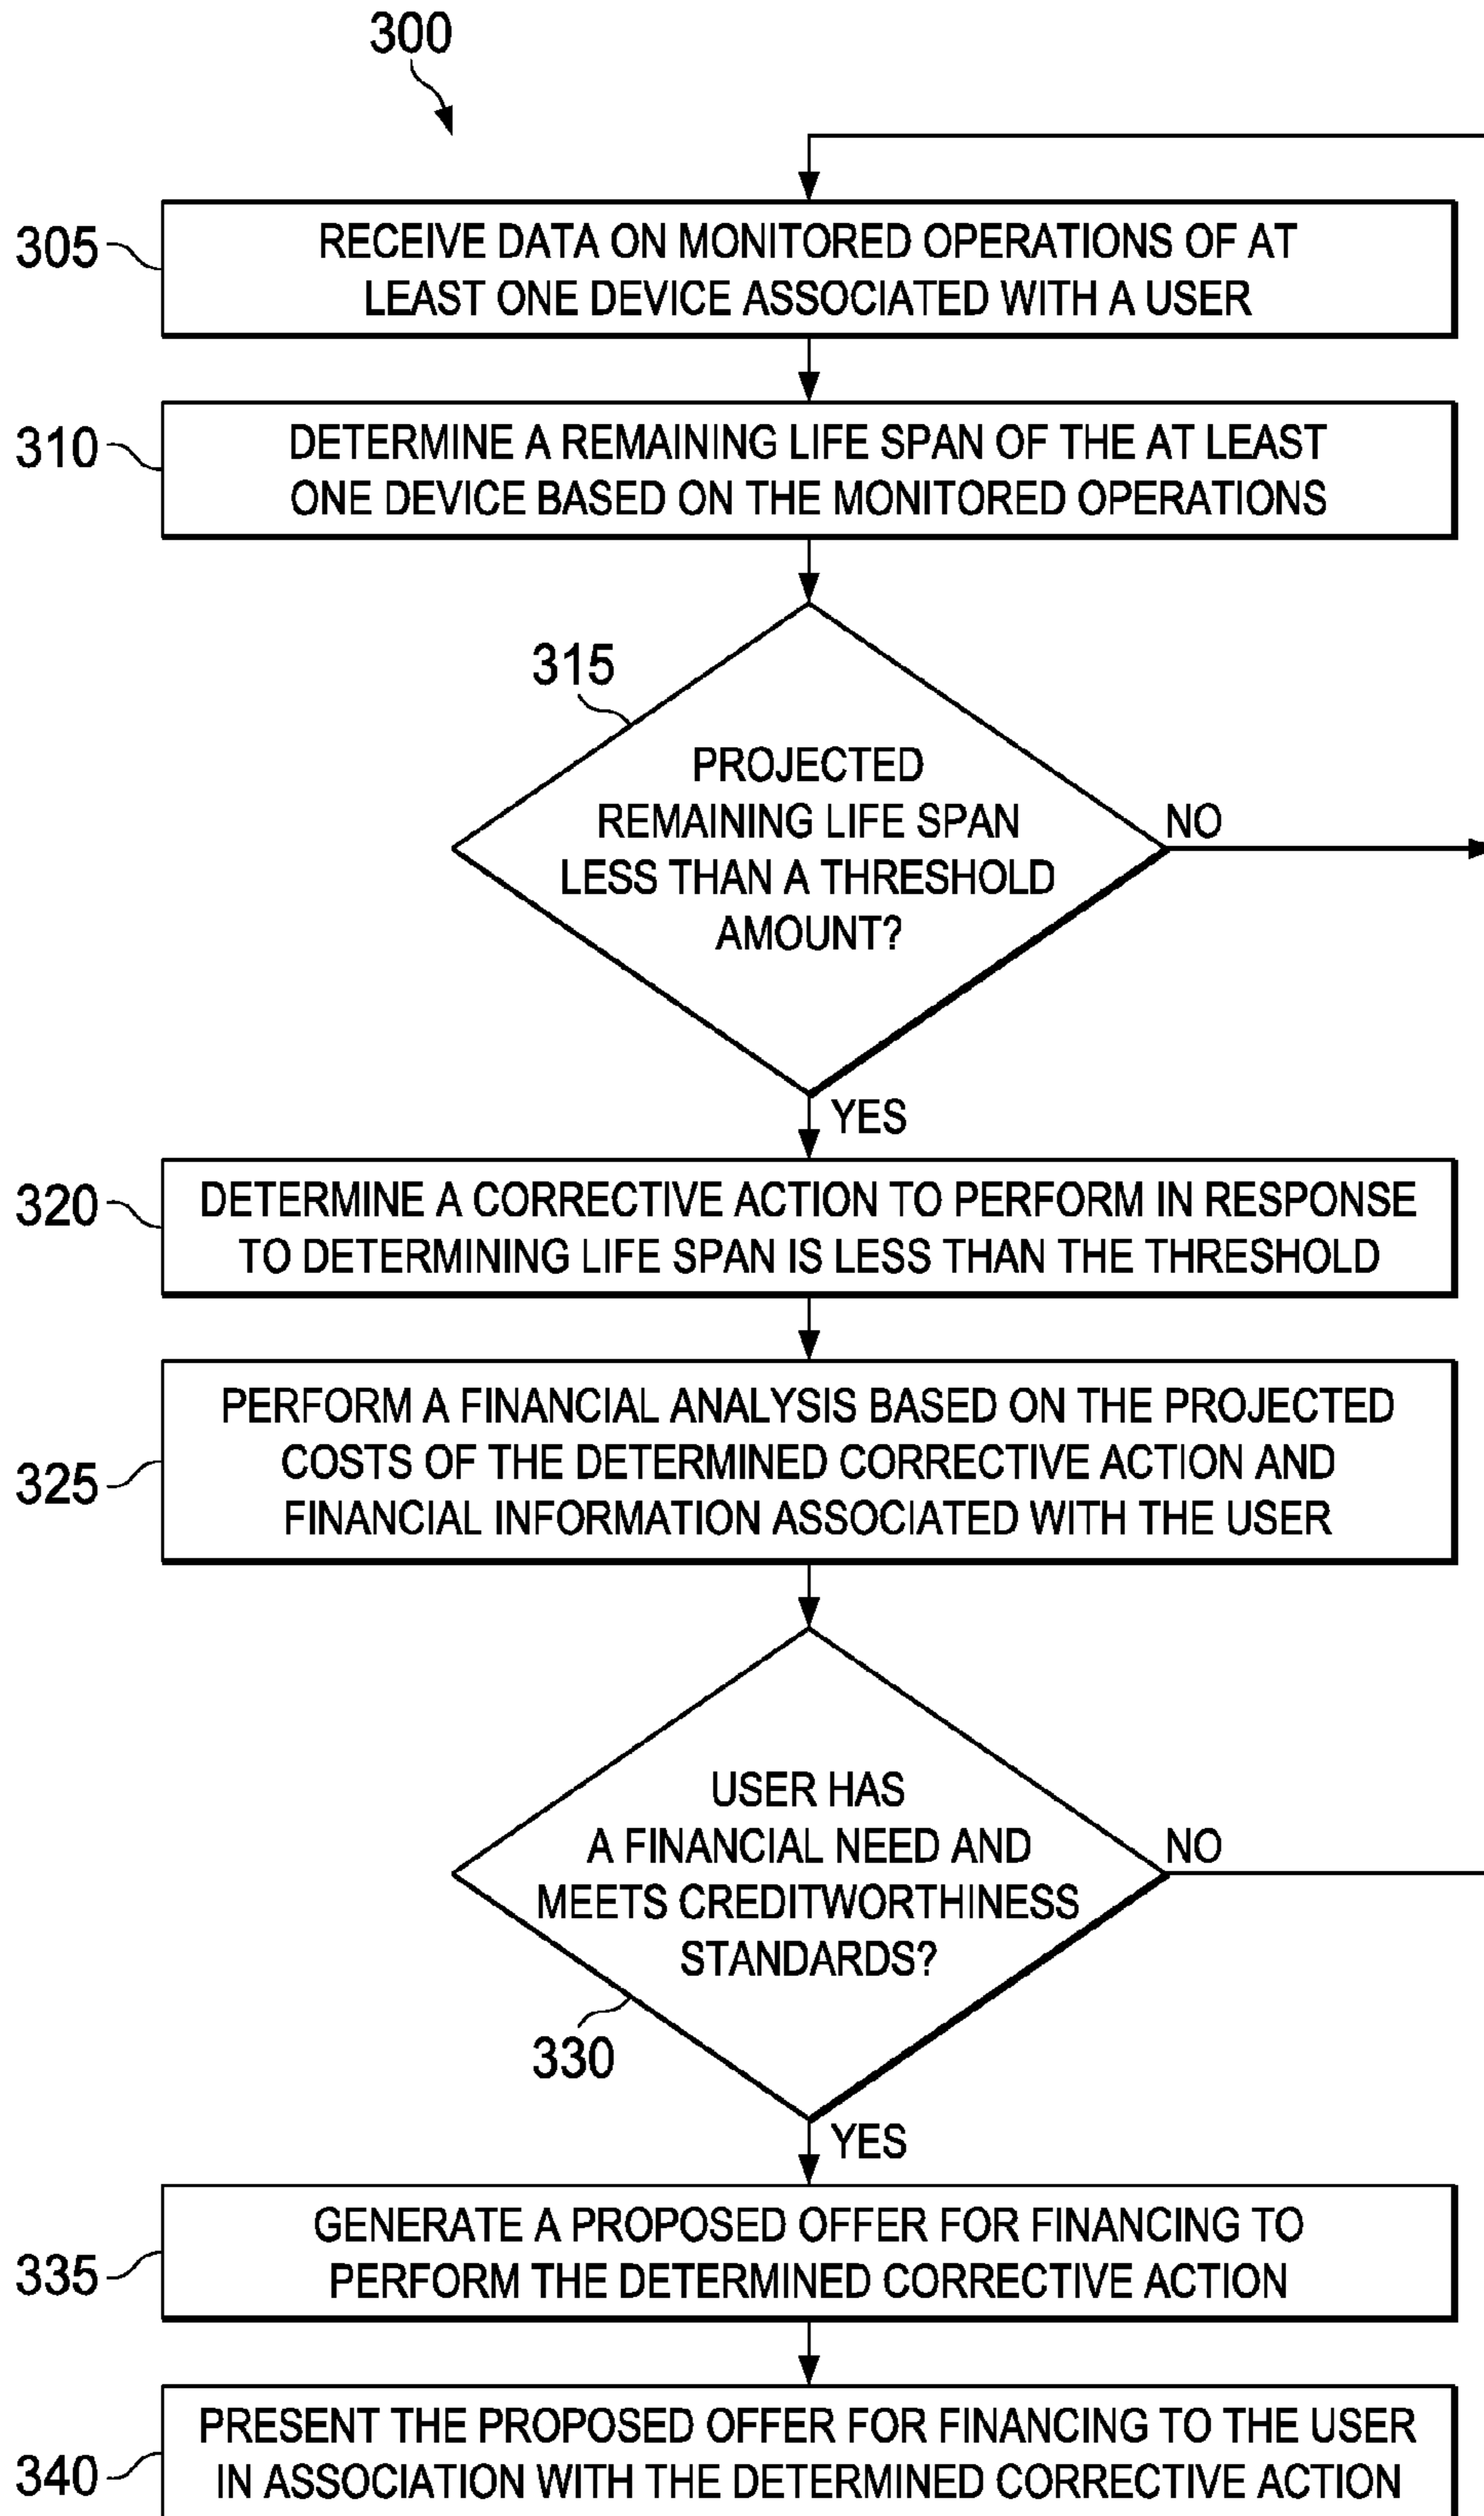 300
305
RECEIVE DATA ON MONITORED OPERATIONS OF AT
LEAST ONE DEVICE ASSOCIATED WITH A USER
310
DETERMINE A REMAINING LIFE SPAN OF THE AT LEAST
ONE DEVICE BASED ON THE MONITORED OPERATIONS
315
PROJECTED
REMAINING LIFE SPAN
LESS THAN A THRESHOLD
AMOUNT?
NO
YES
320
DETERMINE A CORRECTIVE ACTION TO PERFORM IN RESPONSE
TO DETERMINING LIFE SPAN IS LESS THAN THE THRESHOLD
325
PERFORM A FINANCIAL ANALYSIS BASED ON THE PROJECTED
COSTS OF THE DETERMINED CORRECTIVE ACTION AND
FINANCIAL INFORMATION ASSOCIATED WITH THE USER
USER HAS
A FINANCIAL NEED AND
MEETS CREDITWORTHINESS
STANDARDS?
NO
330
YES
335
GENERATE A PROPOSED OFFER FOR FINANCING TO
PERFORM THE DETERMINED CORRECTIVE ACTION
340
PRESENT THE PROPOSED OFFER FOR FINANCING TO THE USER
IN ASSOCIATION WITH THE DETERMINED CORRECTIVE ACTION